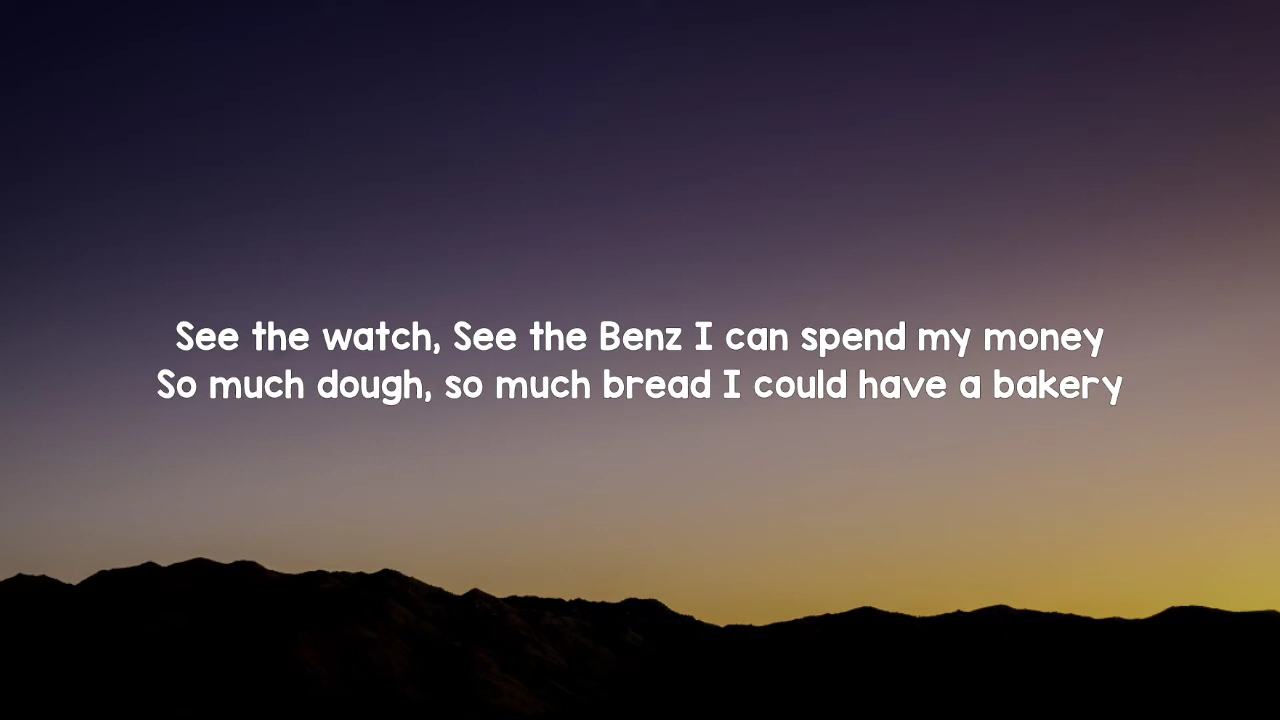 See the watch, See the Benz I can spend my money
So much dough, so much bread I could have a bakery